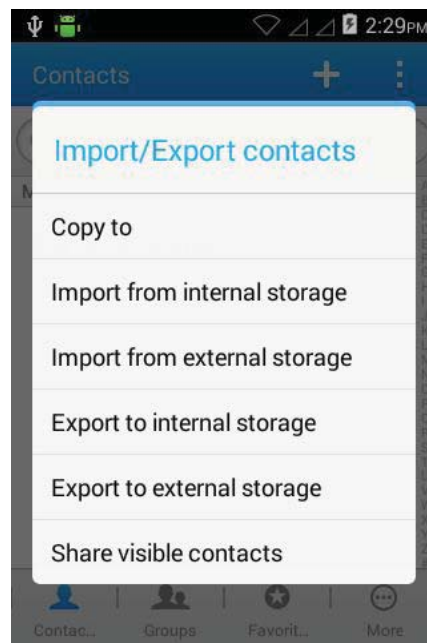 2:29PM
Contacts
Import/Export contacts
Copy to
Import from internal storage
Import from external storage
Export to internal storage
Export to external storage
Share visible contacts
Contac.. Groups Favorit.. More